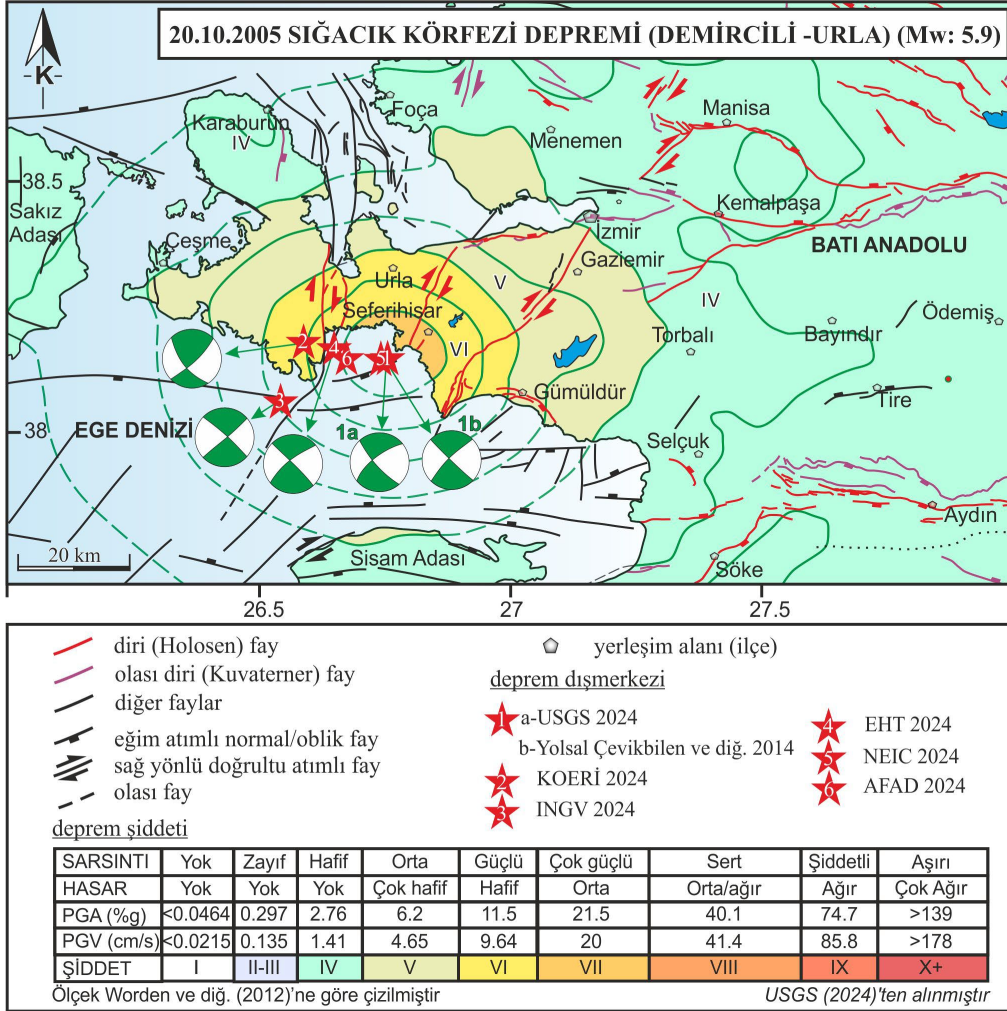 20.10.2005 SIĞACIK KÖRFEZİ DEPREMİ (DEMİRCİLİ -URLA) (Mw: 5.9)
-K-
Foça
Karaburun
IV
Menemen
Manisa
38.5
Sakız
Adası
Kemalpaşa
İzmir
BATI ANADOLU
Çeşme
Gaziemir
Urla
V
IV
Seferihisar
Ödemiş
Torbalı
Bayındır
2
4
6
5
1
VI
3
Gümüldür
Tire
38
EGE DENİZİ
1a
1b
Selçuk
Aydın
20 km
Sisam Adası
Söke
26.5
27
27.5
diri (Holosen) fay
olası diri (Kuvaterner) fay
diğer faylar
eğim atımlı normal/oblik fay
sağ yönlü doğrultu atımlı fay
olası fay
yerleşim alanı (ilçe)
deprem dışmerkezi
1 a-USGS 2024
b-Yolsal Çevikbilen ve diğ. 2014
2 KOERİ 2024
3 INGV 2024
4 EHT 2024
5 NEIC 2024
6 AFAD 2024
deprem şiddeti
SARSINTI Yok Zayıf Hafif Orta Güçlü Çok güçlü Sert Şiddetli Aşırı
HASAR Yok Yok Yok Çok hafif Hafif Orta Orta/ağır Ağır Çok Ağır
PGA (%g) <0.0464 0.297 2.76 6.2 11.5 21.5 40.1 74.7 >139
PGV (cm/s) <0.0215 0.135 1.41 4.65 9.64 20 41.4 85.8 >178
ŞİDDET I II-III IV V VI VII VIII IX X+
Ölçek Worden ve diğ. (2012)'ne göre çizilmiştir
USGS (2024)'ten alınmıştır